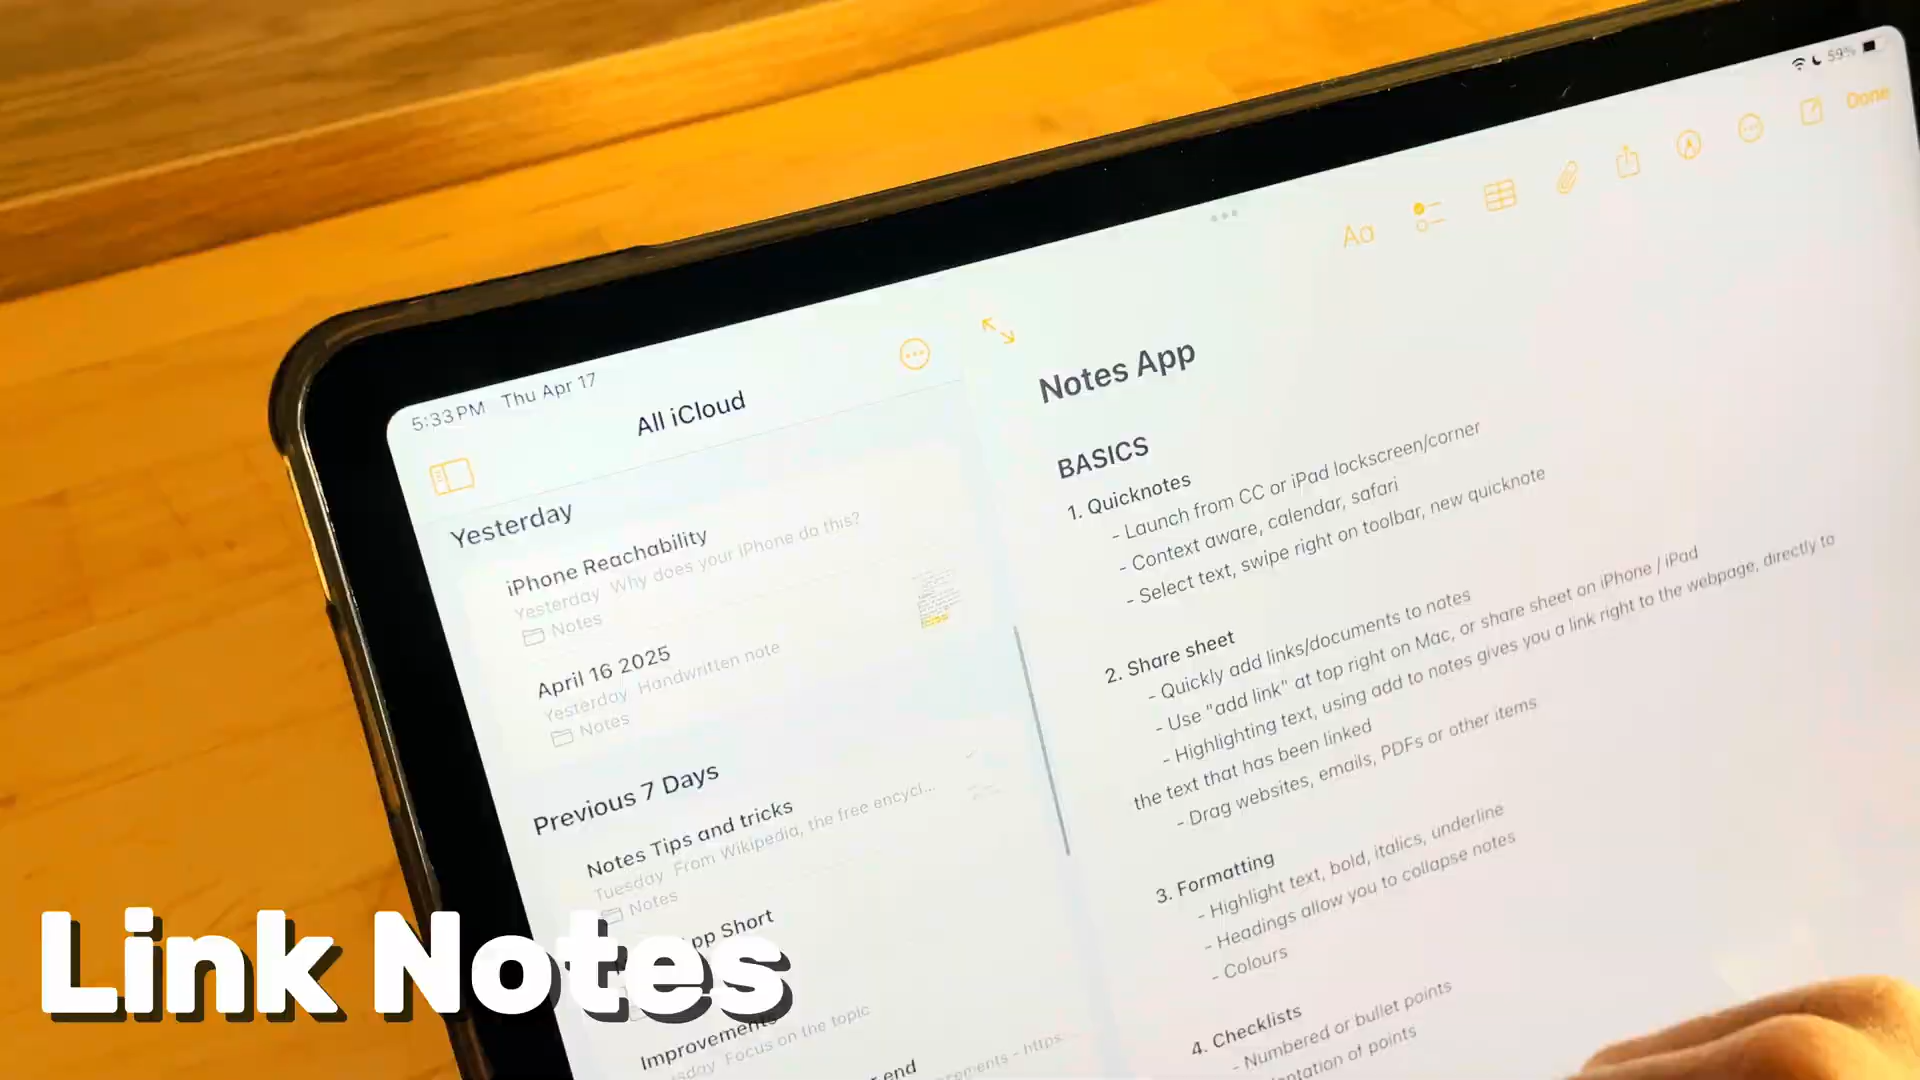 5:33 PM Thu Apr 17
59%
Done
Aa
All iCloud
Yesterday
iPhone Reachability
Yesterday Why does your iPhone do this?
Notes
April 16 2025
Yesterday Handwritten note
Notes
Previous 7 Days
Notes Tips and tricks
Tuesday From Wikipedia, the free encycl...
Notes
Short
Improvements
Focus on the topic
end
Notes App
BASICS
1. Quicknotes
- Launch from CC or iPad lockscreen/corner
- Context aware, calendar, safari
- Select text, swipe right on toolbar, new quicknote
2. Share sheet
- Quickly add links/documents to notes
- Use "add link" at top right on Mac, or share sheet on iPhone / iPad
- Highlighting text, using add to notes gives you a link right to the webpage, directly to
the text that has been linked
- Drag websites, emails, PDFs or other items
3. Formatting
- Highlight text, bold, italics, underline
- Headings allow you to collapse notes
- Colours
4. Checklists
- Numbered or bullet points
of points
Link Notes